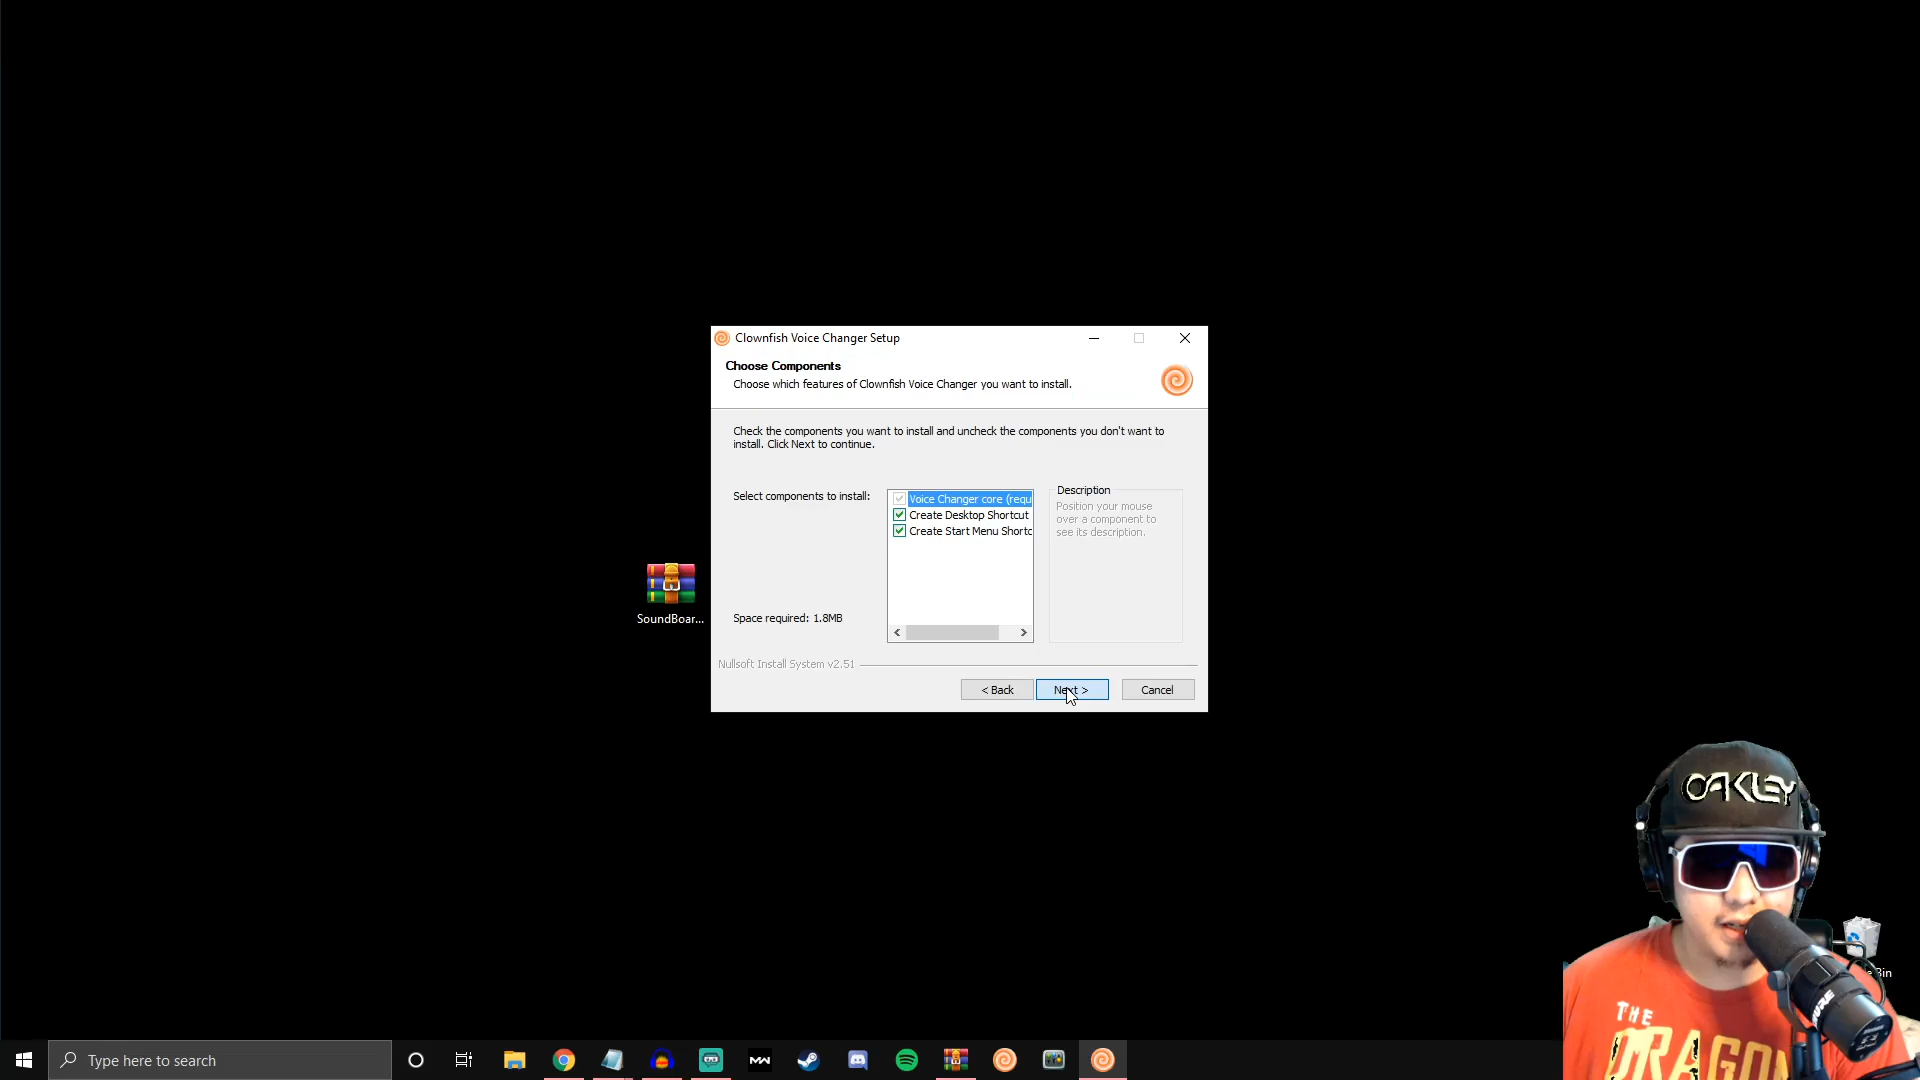 Clownfish Voice Changer Setup
Choose Components
Choose which features of Clownfish Voice Changer you want to install.
Check the components you want to install and uncheck the components you don't want to
install. Click Next to continue.
Select components to install:
Voice Changer core (requ
Create Desktop Shortcut
Create Start Menu Shortc
Description
Position your mouse
over a component to
see its description.
Space required: 1.8MB
Nullsoft Install System v2.51
< Back
Next >
Cancel
SoundBoar...
OAKLEY
Bin
SHURE
THE
DRAGON
Type here to search
MW